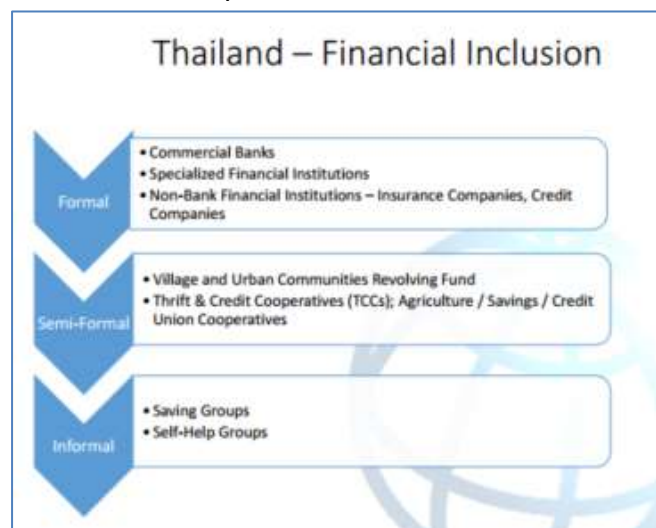 Thailand – Financial Inclusion
Formal
• Commercial Banks
• Specialized Financial Institutions
• Non-Bank Financial Institutions – Insurance Companies, Credit
Companies
Semi-Formal
• Village and Urban Communities Revolving Fund
• Thrift & Credit Cooperatives (TCCs); Agriculture / Savings / Credit
Union Cooperatives
Informal
• Saving Groups
• Self-Help Groups